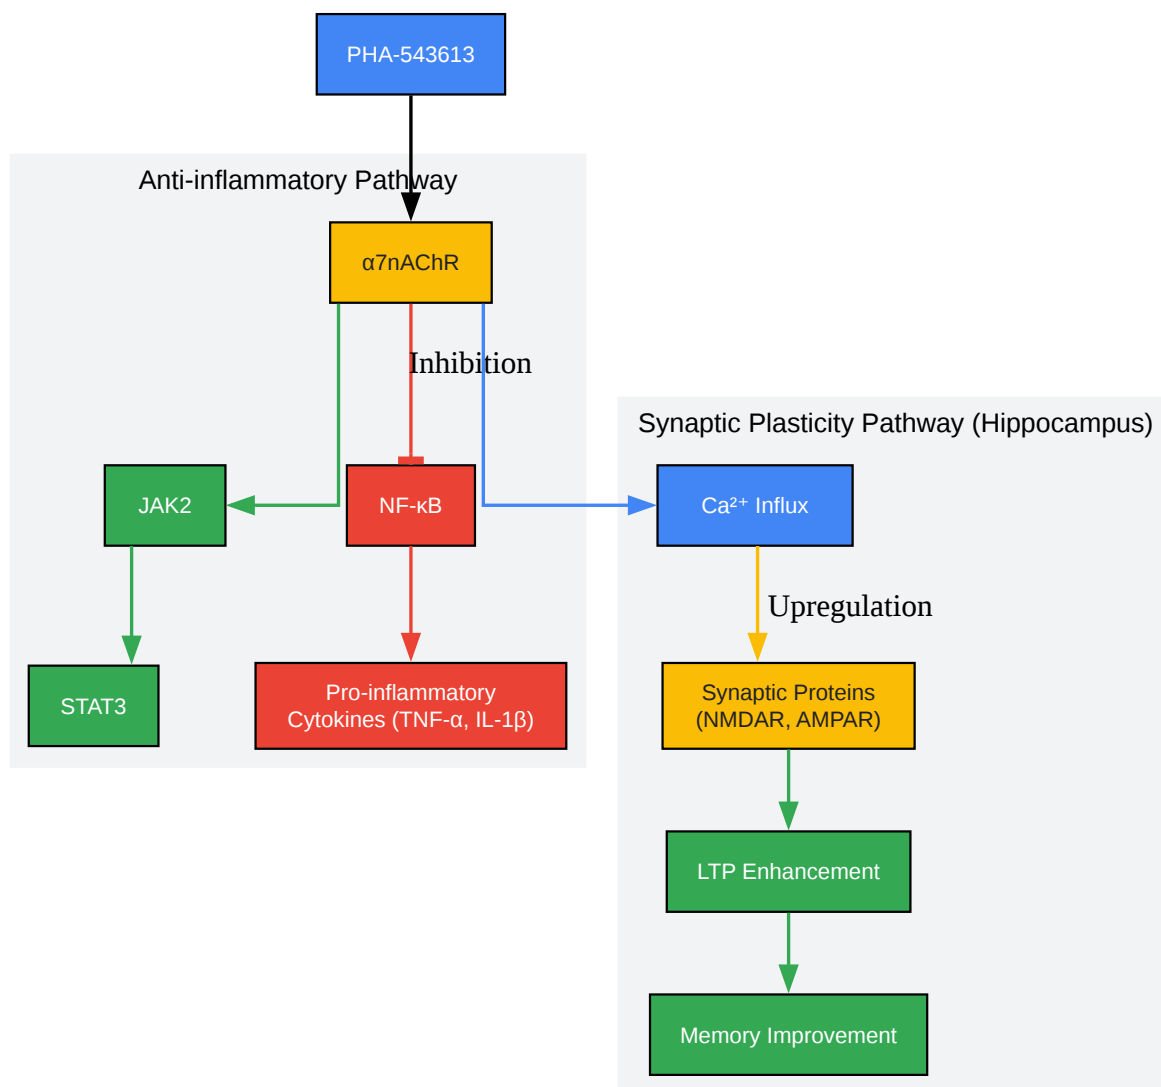 PHA-543613
Anti-inflammatory Pathway
α7nAChR
Inhibition
Synaptic Plasticity Pathway (Hippocampus)
JAK2
NF-κB
Ca²⁺ Influx
Upregulation
STAT3
Pro-inflammatory
Cytokines (TNF-α, IL-1β)
Synaptic Proteins
(NMDAR, AMPAR)
LTP Enhancement
Memory Improvement